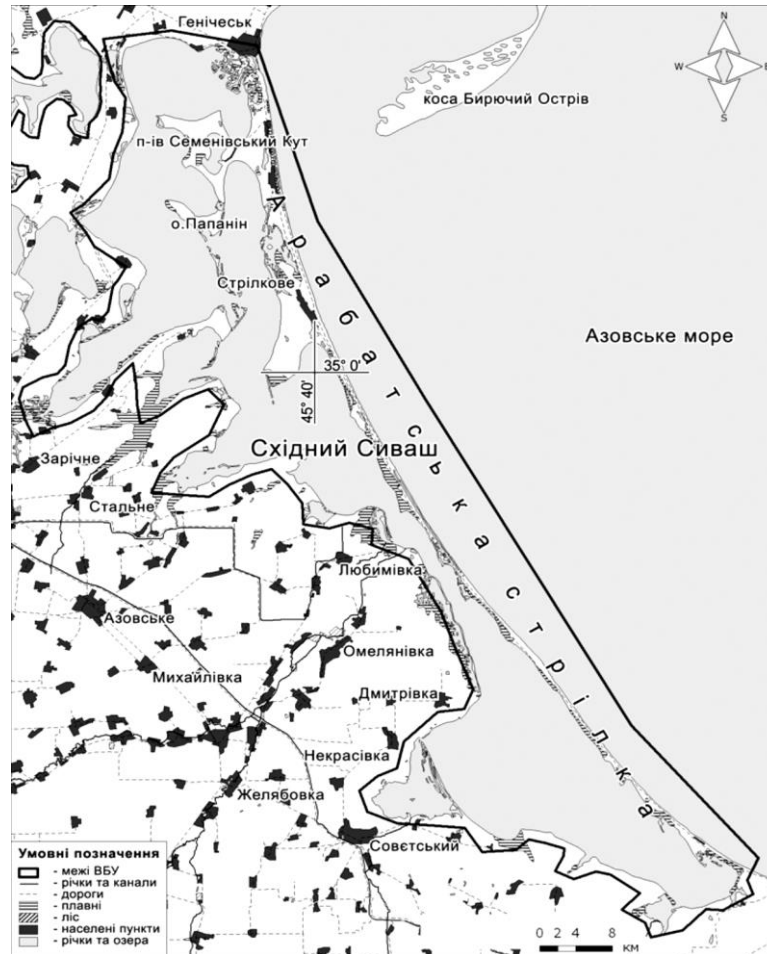 Генічеськ
N
W E
S
коса Бирючий Острів
п-ів Семенівський Кут
о.Папанін
Арабатська стрілка
Стрілкове
Азовське море
35° 0'
45° 40'
Східний Сиваш
Зарічне
Стальне
Любимівка
Азовське
Омелянівка
Михайлівка
Дмитрівка
Некрасівка
Желябовка
Совєтський
Умовні позначення
- межі ВБУ
- річки та канали
- дороги
- плавні
- ліс
- населені пункти
- річки та озера
0 2 4 8
КМ